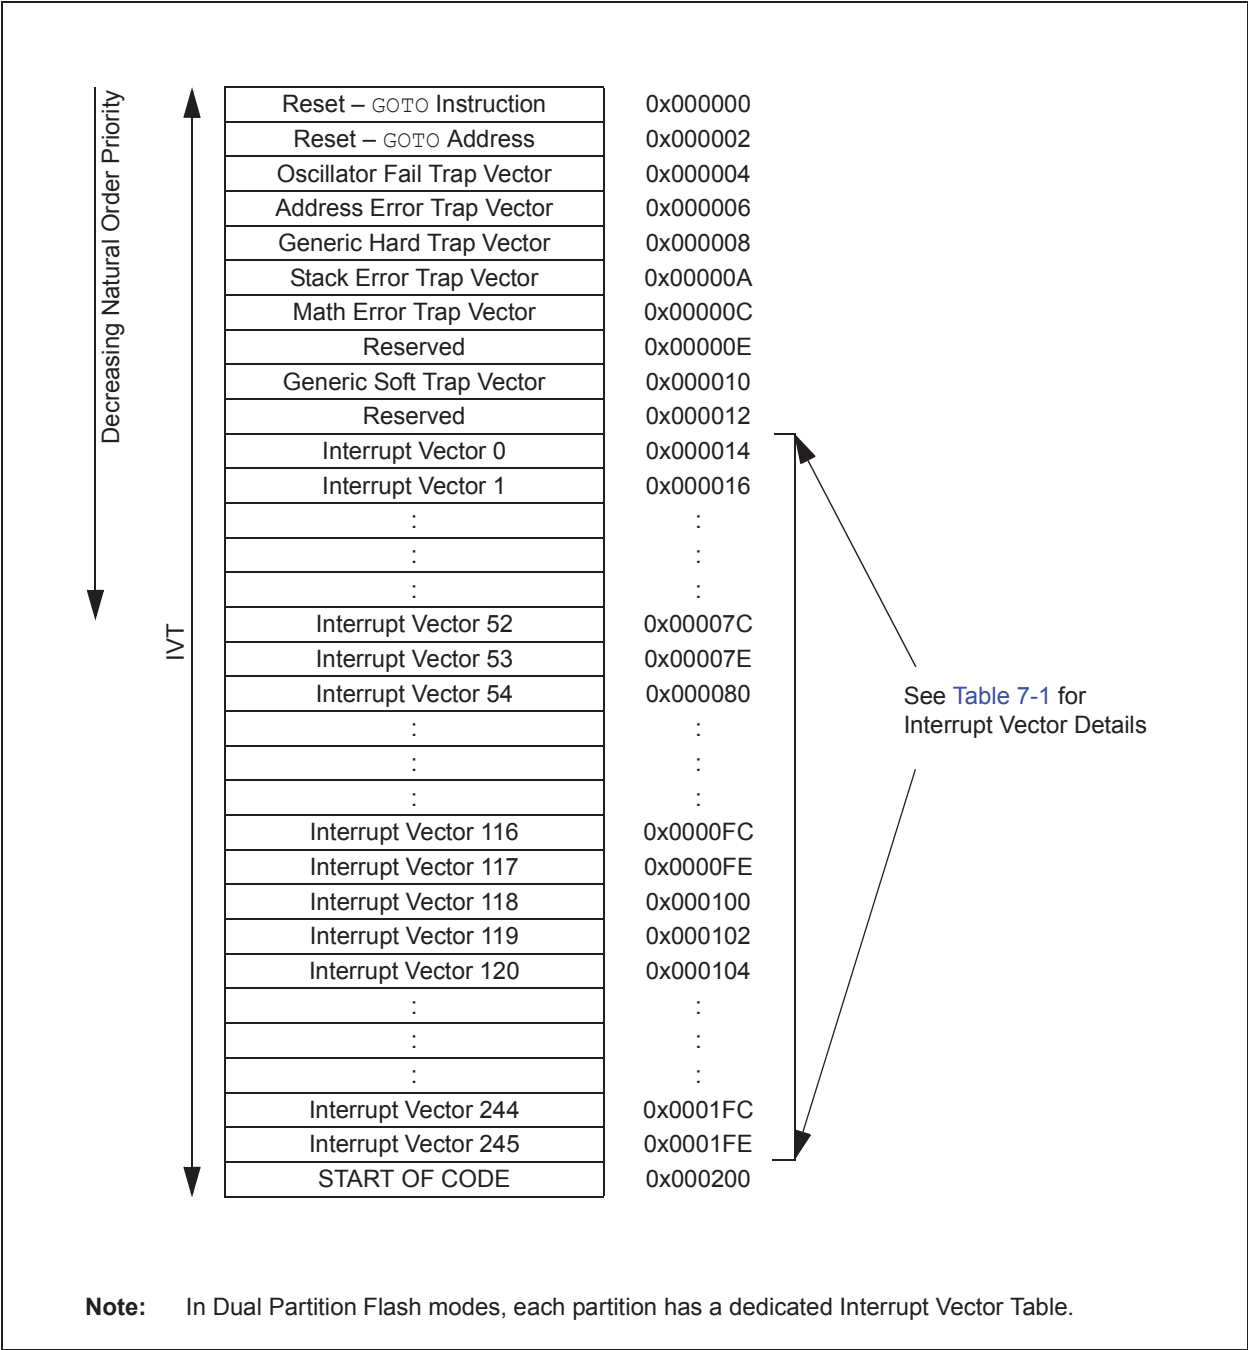 Decreasing Natural Order Priority
IVT
Reset – GOTO Instruction 0x000000
Reset – GOTO Address 0x000002
Oscillator Fail Trap Vector 0x000004
Address Error Trap Vector 0x000006
Generic Hard Trap Vector 0x000008
Stack Error Trap Vector 0x00000A
Math Error Trap Vector 0x00000C
Reserved 0x00000E
Generic Soft Trap Vector 0x000010
Reserved 0x000012
Interrupt Vector 0 0x000014
Interrupt Vector 1 0x000016
: :
: :
: :
Interrupt Vector 52 0x00007C
Interrupt Vector 53 0x00007E
Interrupt Vector 54 0x000080
: :
: :
: :
Interrupt Vector 116 0x0000FC
Interrupt Vector 117 0x0000FE
Interrupt Vector 118 0x000100
Interrupt Vector 119 0x000102
Interrupt Vector 120 0x000104
: :
: :
: :
Interrupt Vector 244 0x0001FC
Interrupt Vector 245 0x0001FE
START OF CODE 0x000200
See Table 7-1 for
Interrupt Vector Details
Note: In Dual Partition Flash modes, each partition has a dedicated Interrupt Vector Table.